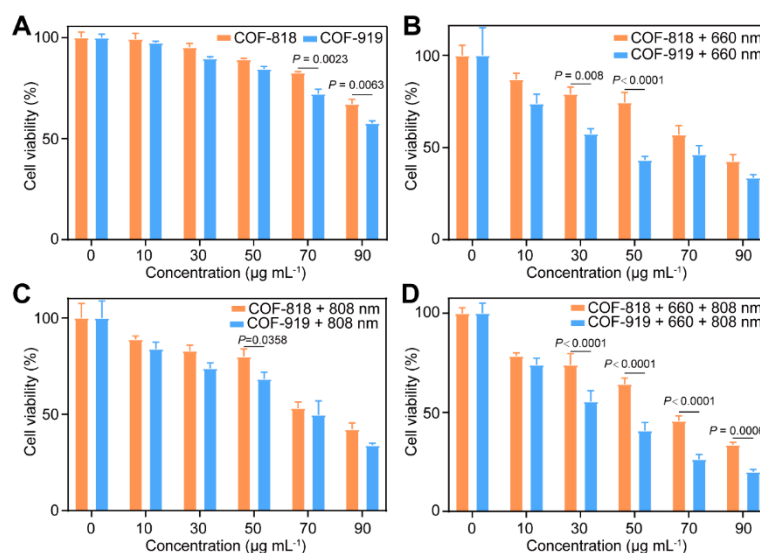 A
COF-818 COF-919
P = 0.0023
P = 0.0063
100
50
0
Cell viability (%)
0 10 30 50 70 90
Concentration (µg mL-1)
B
COF-818 + 660 nm
COF-919 + 660 nm
P = 0.008
P < 0.0001
100
50
0
Cell viability (%)
0 10 30 50 70 90
Concentration (µg mL-1)
C
COF-818 + 808 nm
COF-919 + 808 nm
P=0.0358
100
50
0
Cell viability (%)
0 10 30 50 70 90
Concentration (µg mL-1)
D
COF-818 + 660 + 808 nm
COF-919 + 660 + 808 nm
P < 0.0001
P < 0.0001
P < 0.0001
P = 0.0006
100
50
0
Cell viability (%)
0 10 30 50 70 90
Concentration (µg mL-1)